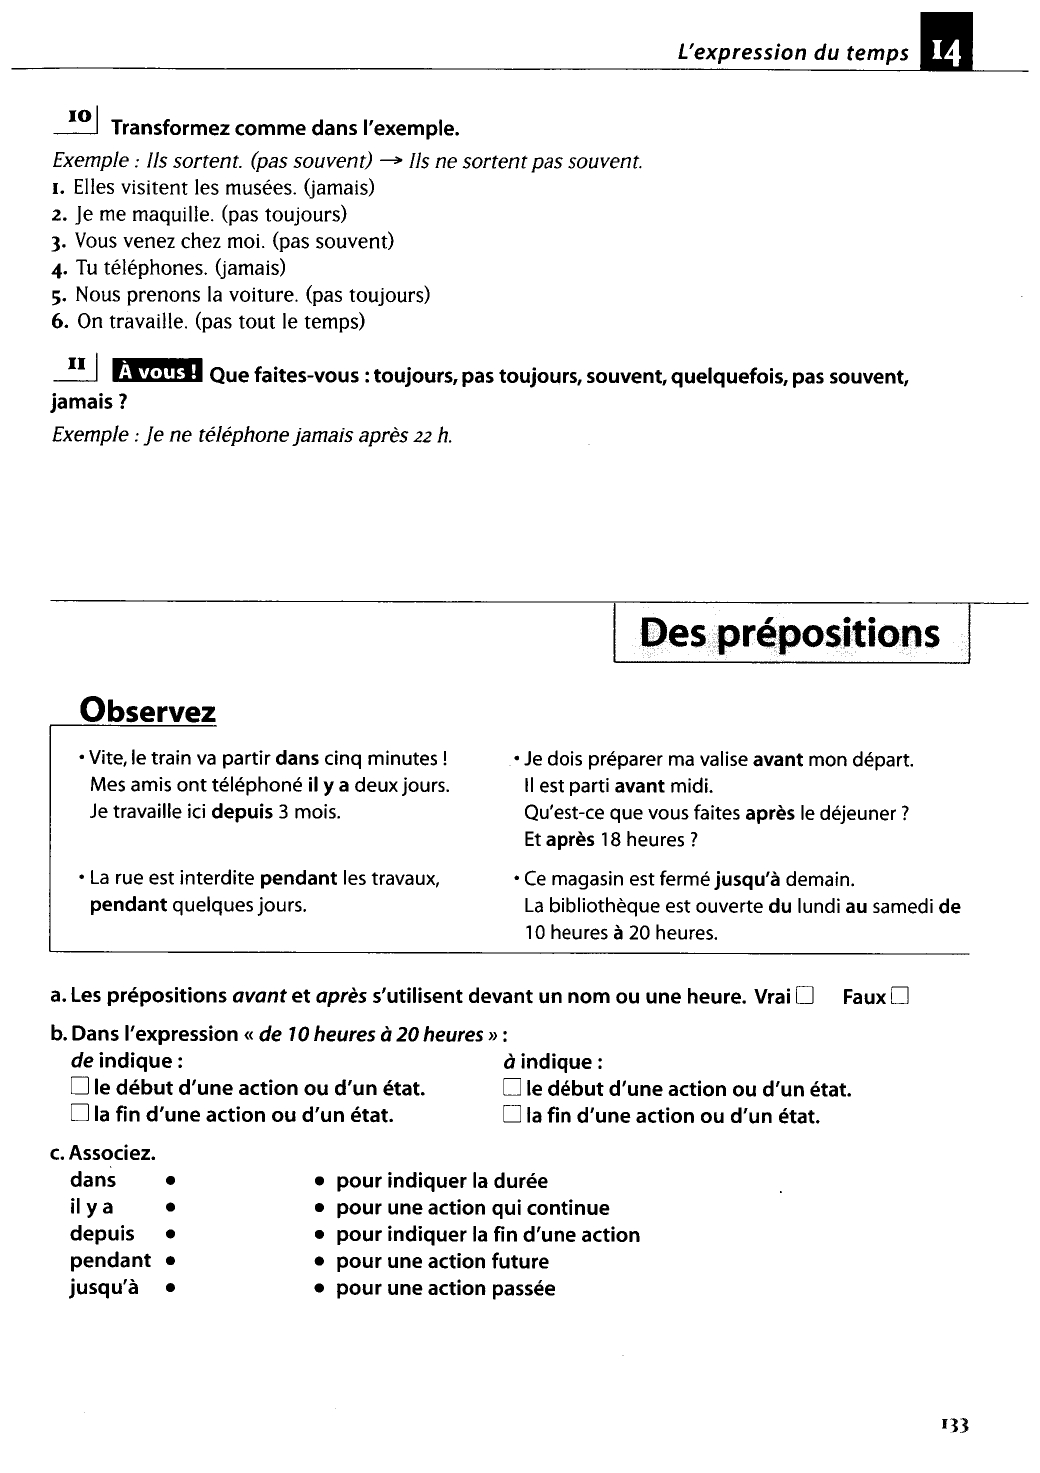 L'expression du temps 14
10 Transformez comme dans l'exemple.
Exemple : Ils sortent. (pas souvent) → Ils ne sortent pas souvent.
1. Elles visitent les musées. (jamais)
2. Je me maquille. (pas toujours)
3. Vous venez chez moi. (pas souvent)
4. Tu téléphones. (jamais)
5. Nous prenons la voiture. (pas toujours)
6. On travaille. (pas tout le temps)
11 À vous ! Que faites-vous : toujours, pas toujours, souvent, quelquefois, pas souvent,
jamais ?
Exemple : Je ne téléphone jamais après 22 h.
Des prépositions
Observez
• Vite, le train va partir dans cinq minutes !
Mes amis ont téléphoné il y a deux jours.
Je travaille ici depuis 3 mois.
• La rue est interdite pendant les travaux,
pendant quelques jours.
• Je dois préparer ma valise avant mon départ.
Il est parti avant midi.
Qu'est-ce que vous faites après le déjeuner ?
Et après 18 heures ?
• Ce magasin est fermé jusqu'à demain.
La bibliothèque est ouverte du lundi au samedi de
10 heures à 20 heures.
a. Les prépositions avant et après s'utilisent devant un nom ou une heure. Vrai ☐ Faux ☐
b. Dans l'expression « de 10 heures à 20 heures » :
de indique :
☐ le début d'une action ou d'un état.
☐ la fin d'une action ou d'un état.
à indique :
☐ le début d'une action ou d'un état.
☐ la fin d'une action ou d'un état.
c. Associez.
dans • • pour indiquer la durée
il y a • • pour une action qui continue
depuis • • pour indiquer la fin d'une action
pendant • • pour une action future
jusqu'à • • pour une action passée
133